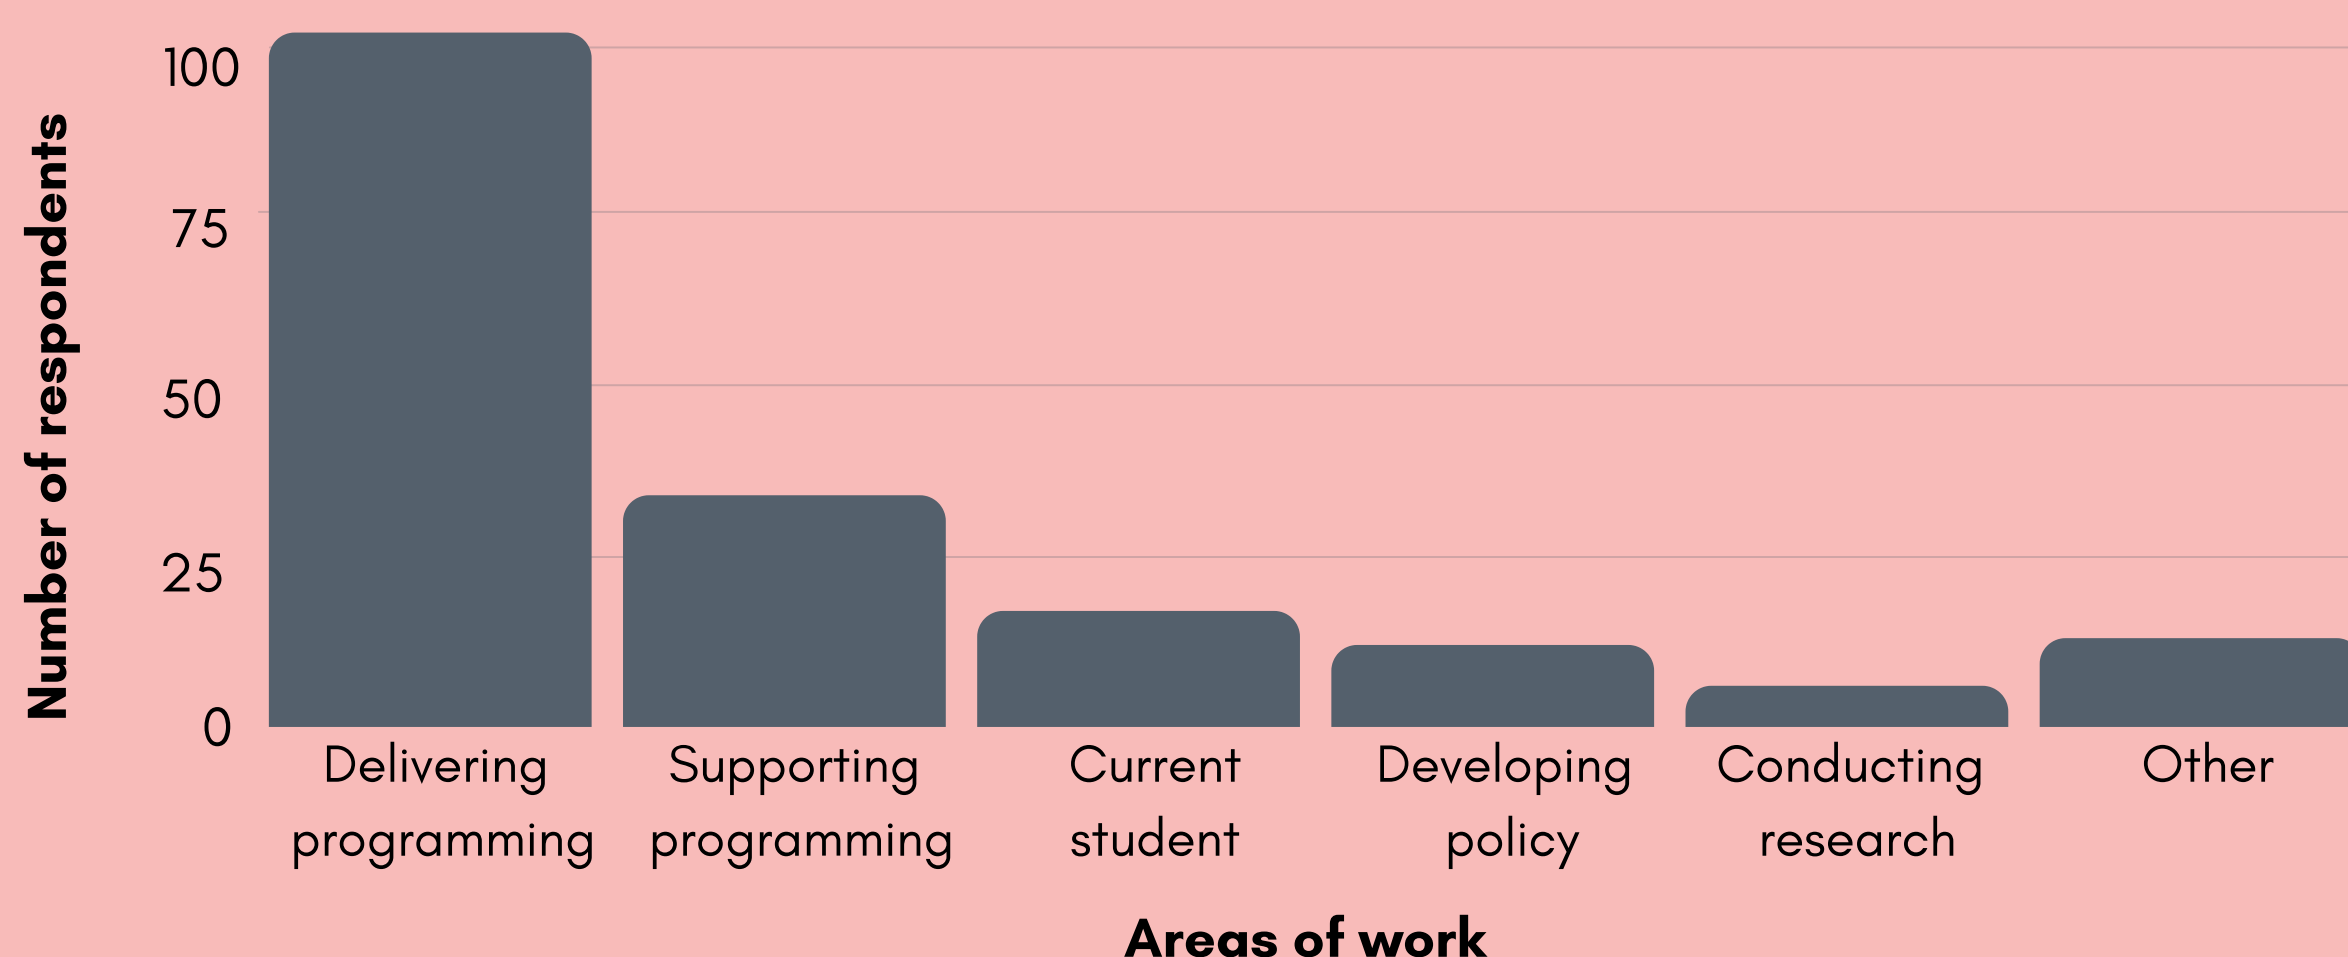 Number of respondents
100
75
50
25
0
Delivering programming
Supporting programming
Current student
Developing policy
Conducting research
Other
Areas of work